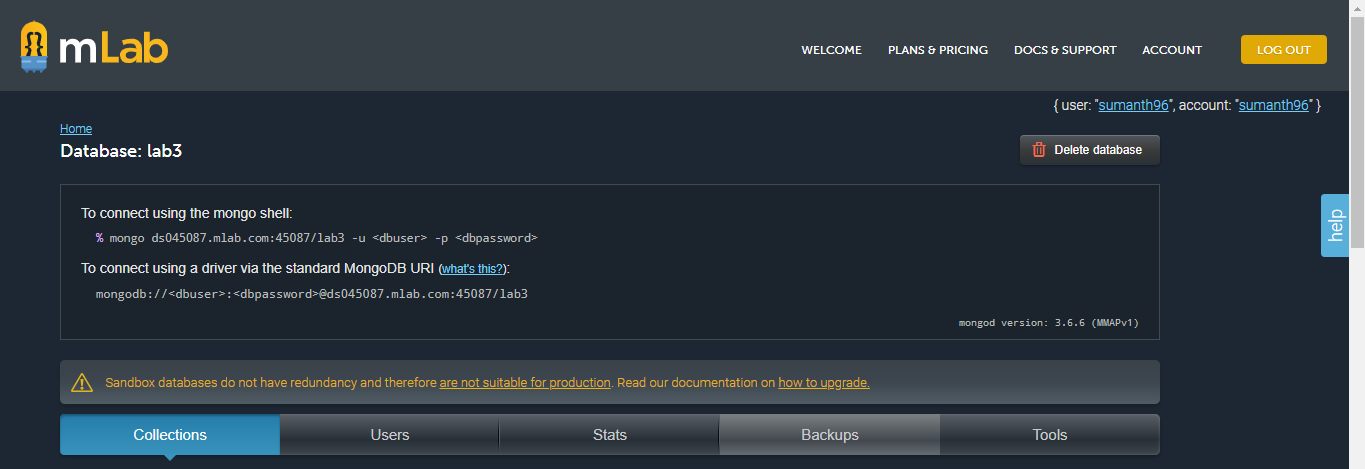 mLab
WELCOME PLANS & PRICING DOCS & SUPPORT ACCOUNT LOG OUT
{ user: "sumanth96", account: "sumanth96" }
Home
Database: lab3
Delete database
To connect using the mongo shell:
% mongo ds045087.mlab.com:45087/lab3 -u <dbuser> -p <dbpassword>
To connect using a driver via the standard MongoDB URI (what's this?):
mongodb://<dbuser>:<dbpassword>@ds045087.mlab.com:45087/lab3
mongod version: 3.6.6 (MMAPv1)
help
Sandbox databases do not have redundancy and therefore are not suitable for production. Read our documentation on how to upgrade.
Collections Users Stats Backups Tools